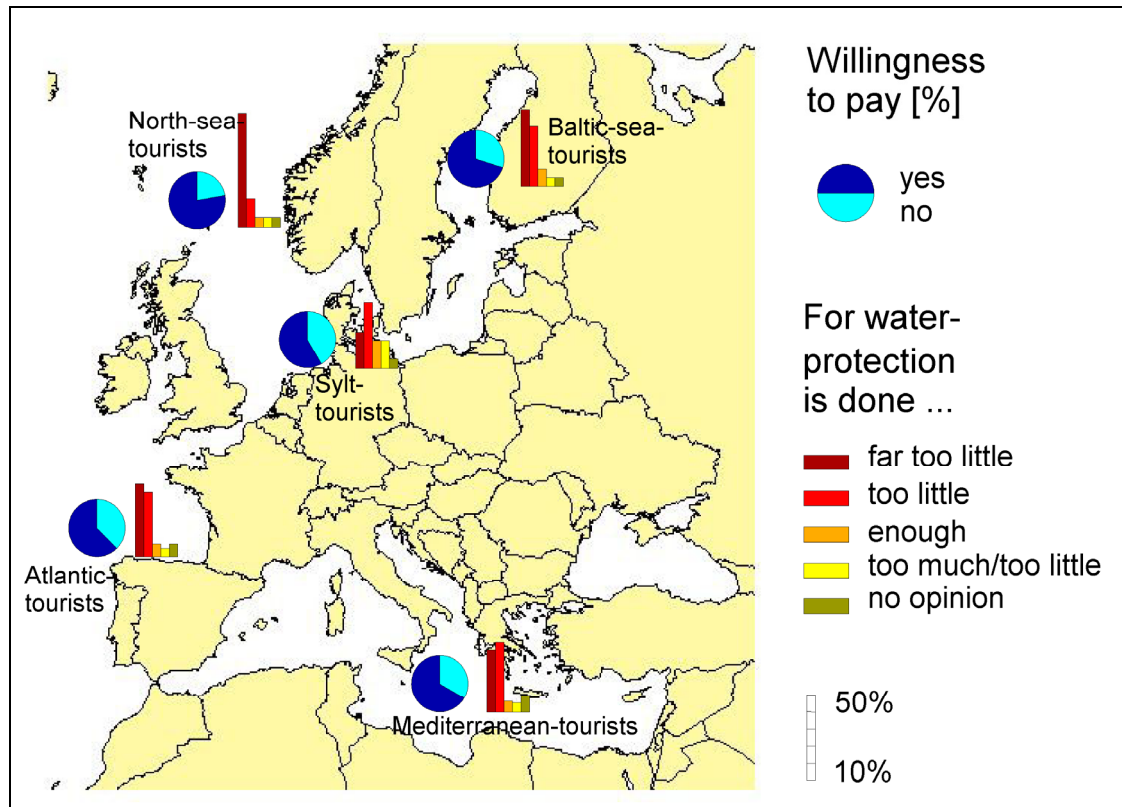 North-sea-
tourists
Baltic-sea-
tourists
Sylt-
tourists
Atlantic-
tourists
Mediterranean-tourists
Willingness
to pay [%]
yes
no
For water-
protection
is done ...
far too little
too little
enough
too much/too little
no opinion
50%
10%